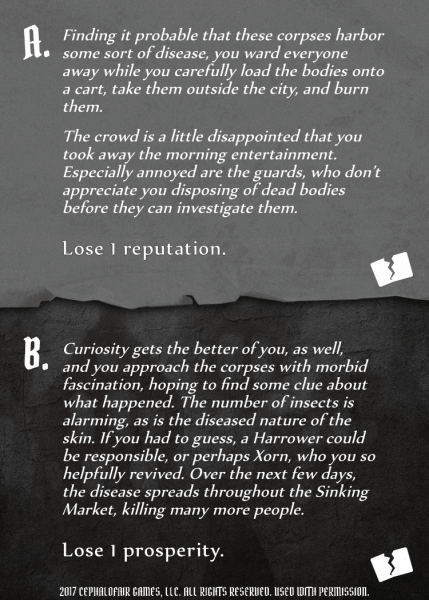 A. Finding it probable that these corpses harbor
some sort of disease, you ward everyone
away while you carefully load the bodies onto
a cart, take them outside the city, and burn
them.
The crowd is a little disappointed that you
took away the morning entertainment.
Especially annoyed are the guards, who don't
appreciate you disposing of dead bodies
before they can investigate them.
Lose 1 reputation.
B. Curiosity gets the better of you, as well,
and you approach the corpses with morbid
fascination, hoping to find some clue about
what happened. The number of insects is
alarming, as is the diseased nature of the
skin. If you had to guess, a Harrower could
be responsible, or perhaps Xorn, who you so
helpfully revived. Over the next few days,
the disease spreads throughout the Sinking
Market, killing many more people.
Lose 1 prosperity.
2017 CEPHALOFAIR GAMES, LLC. ALL RIGHTS RESERVED. USED WITH PERMISSION.